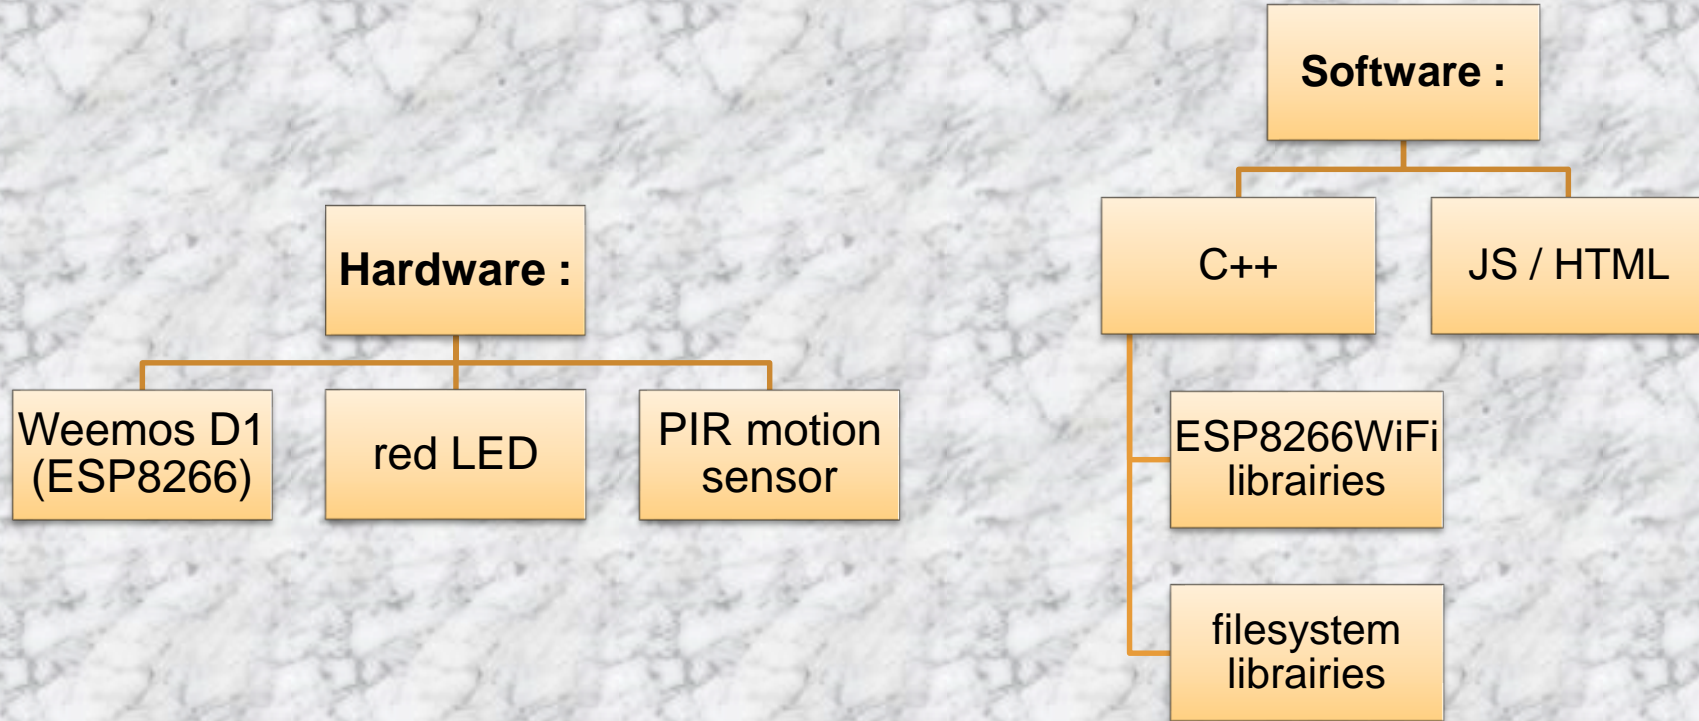 Hardware :
Weemos D1
(ESP8266)
red LED
PIR motion
sensor
Software :
C++
JS / HTML
ESP8266WiFi
librairies
filesystem
librairies